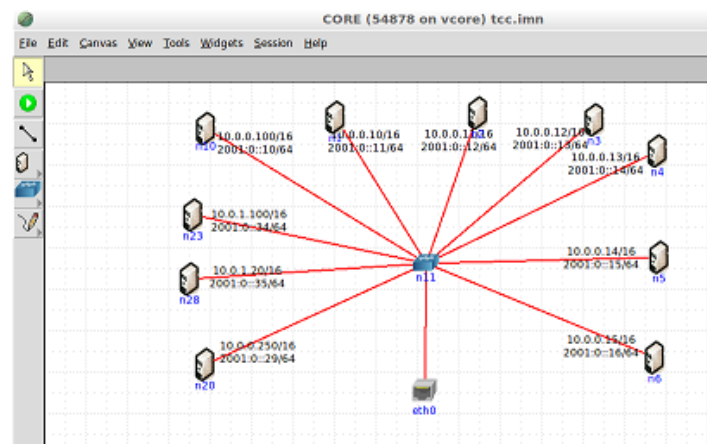 CORE (54878 on vcore) tcc.imn
File Edit Canvas View Tools Widgets Session Help
10.0.0.100/16
2001:0::10/64
n10
10.0.0.10/16
2001:0::11/64
2001:0::12/64
10.0.0.12/16
2001:0::13/64
n3
10.0.0.13/16
2001:0::14/64
n4
10.0.1.100/16
2001:0::34/64
n23
10.0.1.20/16
2001:0::35/64
n28
n11
10.0.0.14/16
2001:0::15/64
n5
10.0.0.250/16
2001:0::29/64
n20
10.0.0.15/16
2001:0::16/64
n6
eth0